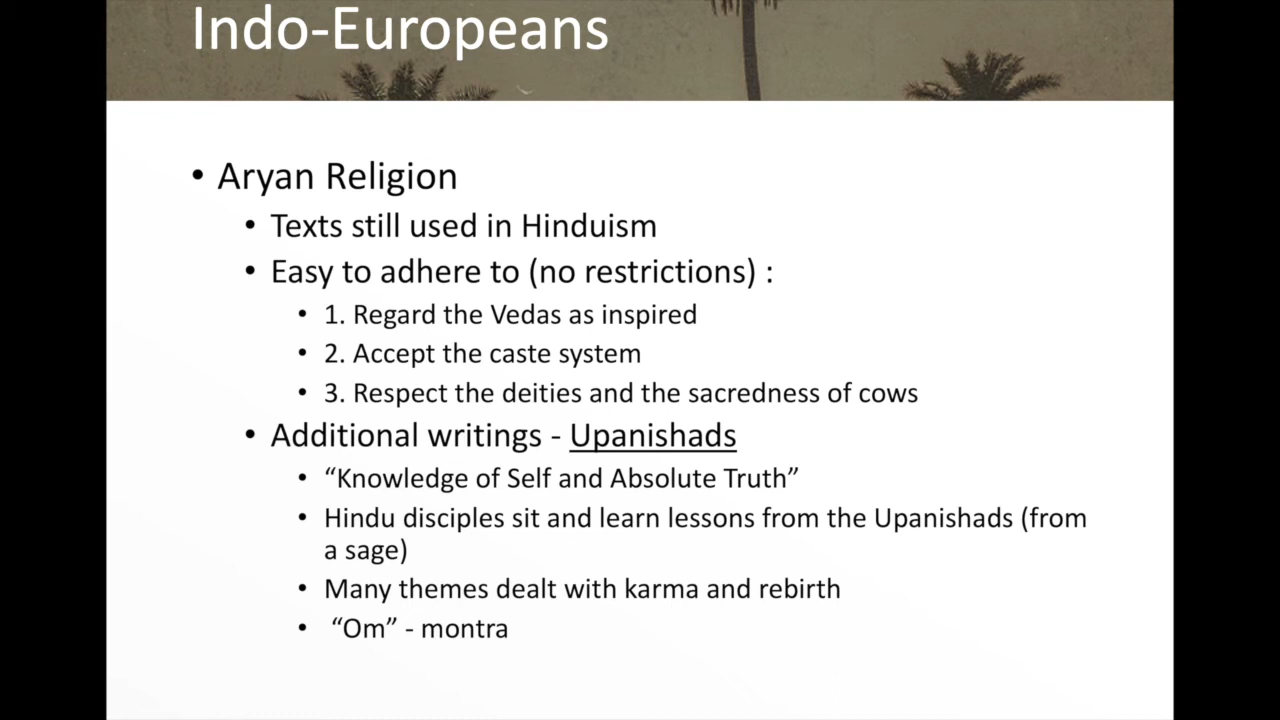 Indo-Europeans
• Aryan Religion
• Texts still used in Hinduism
• Easy to adhere to (no restrictions) :
• 1. Regard the Vedas as inspired
• 2. Accept the caste system
• 3. Respect the deities and the sacredness of cows
• Additional writings - Upanishads
• “Knowledge of Self and Absolute Truth”
• Hindu disciples sit and learn lessons from the Upanishads (from
a sage)
• Many themes dealt with karma and rebirth
• “Om” - montra